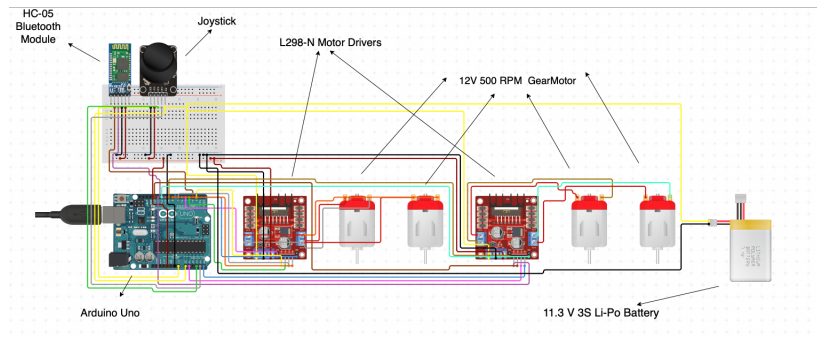 HC-05
Bluetooth
Module
Joystick
L298-N Motor Drivers
12V 500 RPM GearMotor
UNO
Arduino Uno
11.3 V 3S Li-Po Battery